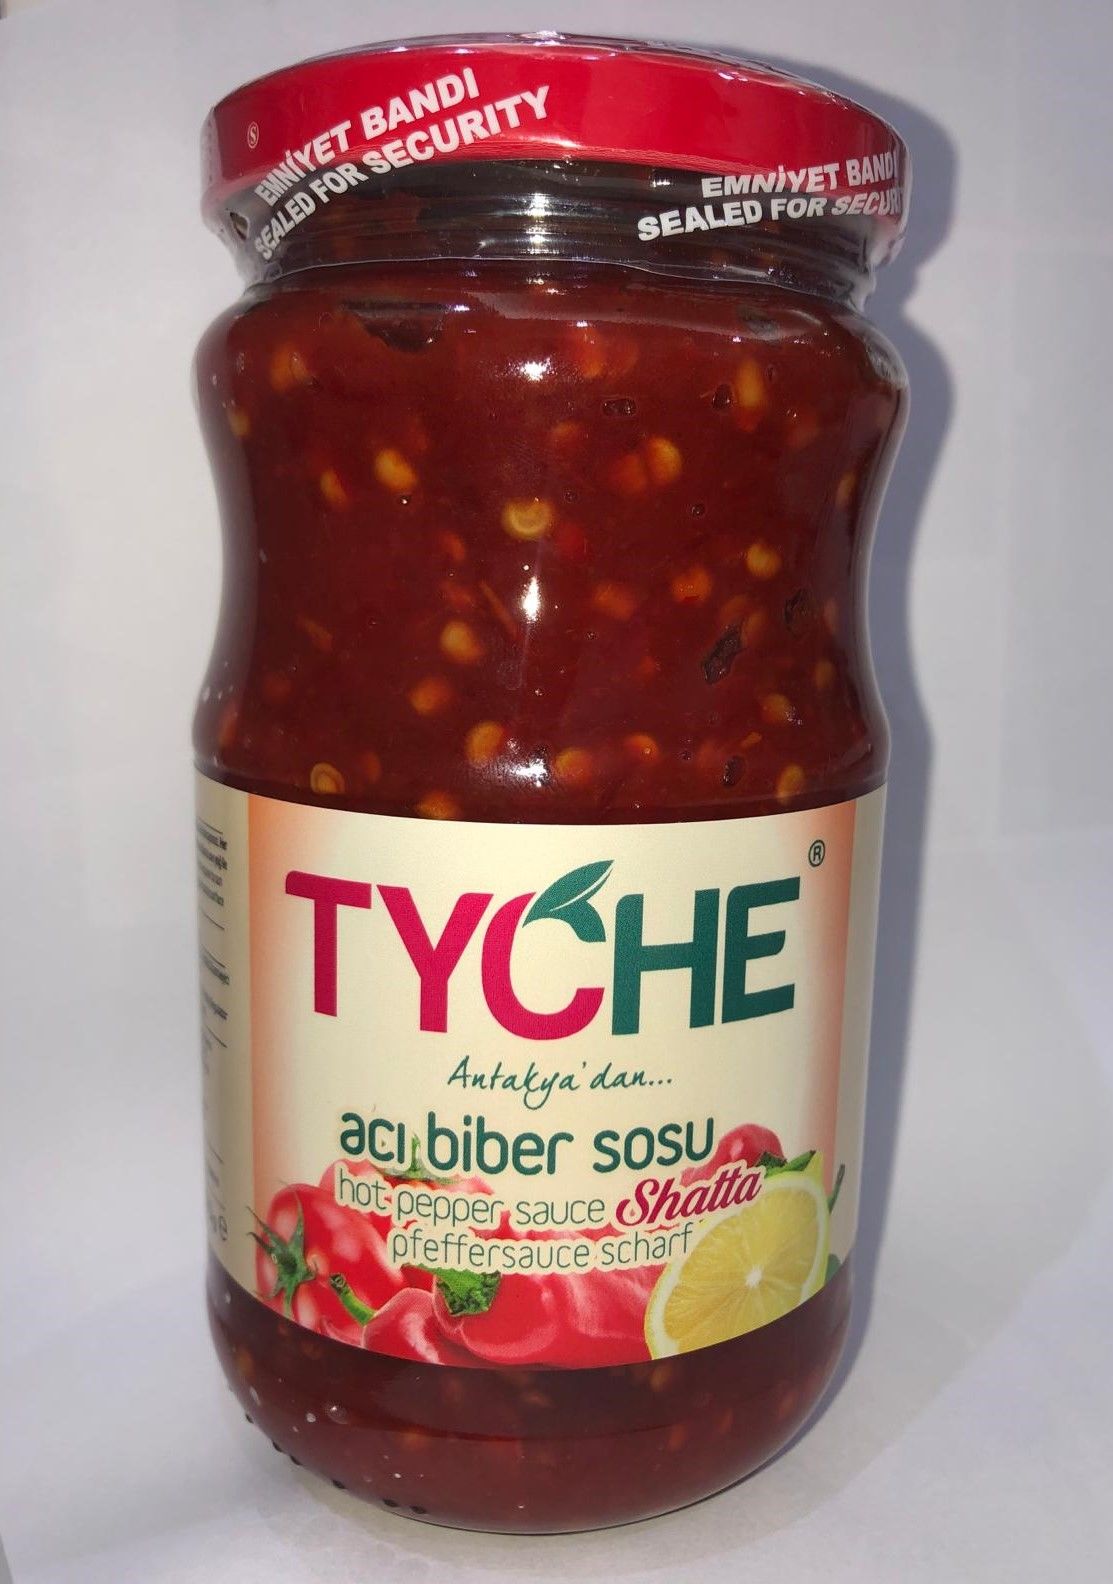 EMNİYET BANDI
SEALED FOR SECURITY
EMNİYET BANDI
SEALED FOR SECURITY
TYCHE ®
Antakya'dan...
acı biber sosu
hot pepper sauce Shatta
pfeffersauce scharf